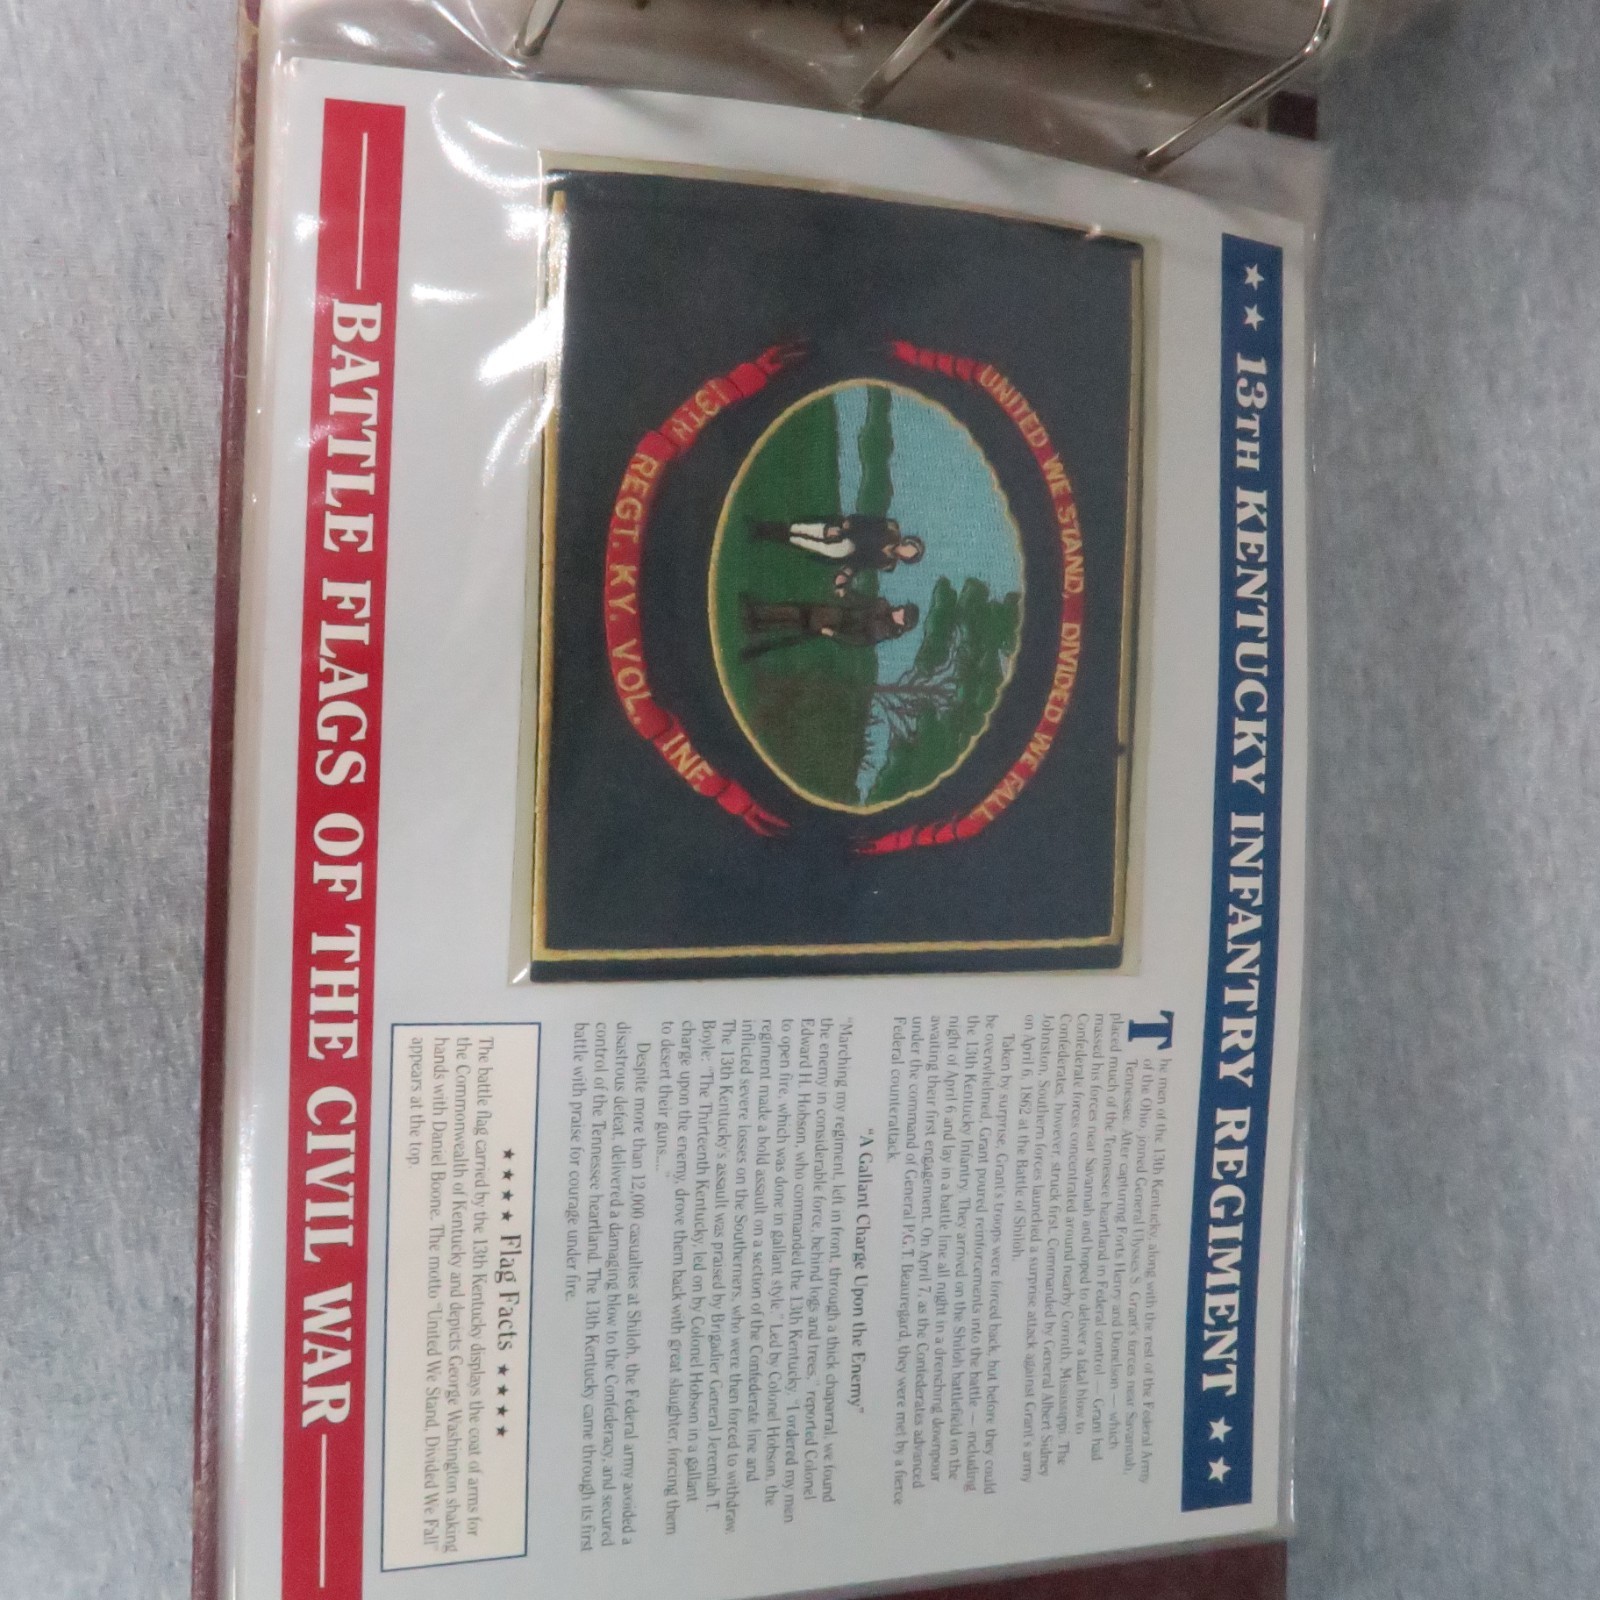 ★ ★ 13TH KENTUCKY INFANTRY REGIMENT ★ ★
UNITED WE STAND, DIVIDED WE FALL.
13TH REGT. KY. VOL. INF.
The men of the 13th Kentucky, along with the rest of the Federal Army
of the Ohio, joined General Ulysses S. Grant's forces near Savannah,
Tennessee. After capturing Forts Henry and Donelson — which
placed much of the Tennessee heartland in Federal control — Grant had
massed his forces near Savannah and hoped to deliver a fatal blow to
Confederate forces concentrated around nearby Corinth, Mississippi. The
Confederates, however, struck first. Commanded by General Albert Sidney
Johnston, Southern forces launched a surprise attack against Grant's army
on April 6, 1862 at the Battle of Shiloh.
Taken by surprise, Grant's troops were forced back, but before they could
be overwhelmed, Grant poured reinforcements into the battle — including
the 13th Kentucky Infantry. They arrived on the Shiloh battlefield on the
night of April 6 and lay in a battle line all night in a drenching downpour
awaiting their first engagement. On April 7, as the Confederates advanced
under the command of General P.G.T. Beauregard, they were met by a fierce
Federal counterattack.
"A Gallant Charge Upon the Enemy"
"Marching my regiment, left in front, through a thick chaparral, we found
the enemy in considerable force, behind logs and trees," reported Colonel
Edward H. Hobson, who commanded the 13th Kentucky. "I ordered my men
to open fire, which was done in gallant style." Led by Colonel Hobson, the
regiment made a bold assault on a section of the Confederate line and
inflicted severe losses on the Southerners, who were then forced to withdraw.
The 13th Kentucky's assault was praised by Brigadier General Jeremiah T.
Boyle: "The Thirteenth Kentucky, led on by Colonel Hobson in a gallant
charge upon the enemy, drove them back with great slaughter, forcing them
to desert their guns...."
Despite more than 12,000 casualties at Shiloh, the Federal army avoided a
disastrous defeat, delivered a damaging blow to the Confederacy, and secured
control of the Tennessee heartland. The 13th Kentucky came through its first
battle with praise for courage under fire.
★ ★ ★ ★ Flag Facts ★ ★ ★ ★
The battle flag carried by the 13th Kentucky displays the coat of arms for
the Commonwealth of Kentucky and depicts George Washington shaking
hands with Daniel Boone. The motto "United We Stand, Divided We Fall"
appears at the top.
BATTLE FLAGS OF THE CIVIL WAR